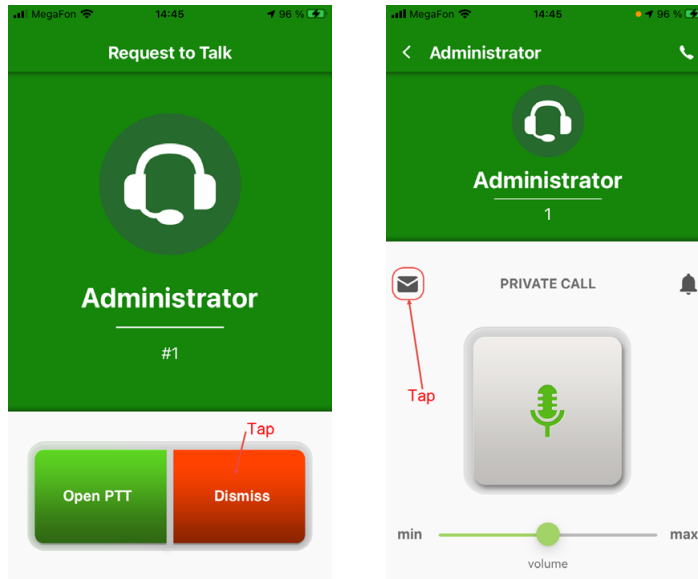 MegaFon 14:45 96 %
Request to Talk
Administrator
#1
Tap
Open PTT Dismiss
MegaFon 14:45 96 %
Administrator
Administrator
1
PRIVATE CALL
Tap
min max
volume